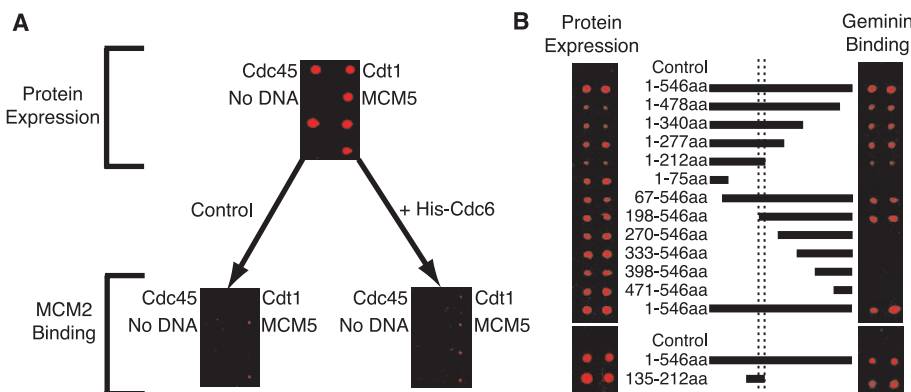 A
Protein
Expression
Cdc45
Cdt1
No DNA
MCM5
Control
+ His-Cdc6
MCM2
Binding
Cdc45
Cdt1
No DNA
MCM5
Cdc45
Cdt1
No DNA
MCM5
B
Protein
Expression
Geminin
Binding
Control
1-546aa
1-478aa
1-340aa
1-277aa
1-212aa
1-75aa
67-546aa
198-546aa
270-546aa
333-546aa
398-546aa
471-546aa
1-546aa
Control
1-546aa
135-212aa